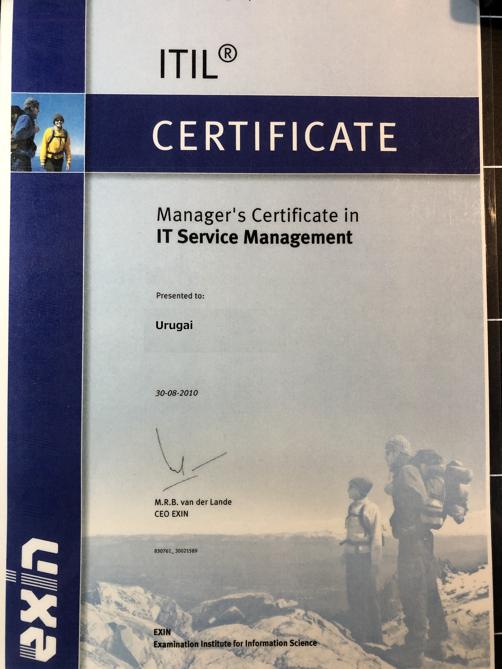 ITIL®
CERTIFICATE
Manager's Certificate in
IT Service Management
Presented to:
Urugai
30-08-2010
M.R.B. van der Lande
CEO EXIN
830761_30021589
EXIN
Examination Institute for Information Science
exin